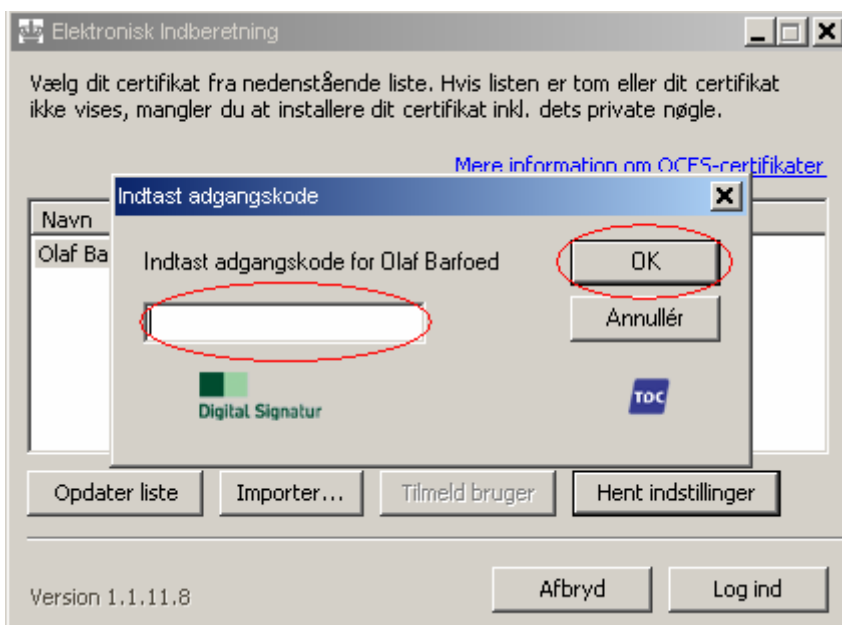 Elektronisk Indberetning
Vælg dit certifikat fra nedenstående liste. Hvis listen er tom eller dit certifikat
ikke vises, mangler du at installere dit certifikat inkl. dets private nøgle.
Mere information om OCES-certifikater
Indtast adgangskode
Navn
Olaf Ba
Indtast adgangskode for Olaf Barfoed
OK
Annullér
Digital Signatur
TDC
Opdater liste
Importer...
Tilmeld bruger
Hent indstillinger
Version 1.1.11.8
Afbryd
Log ind